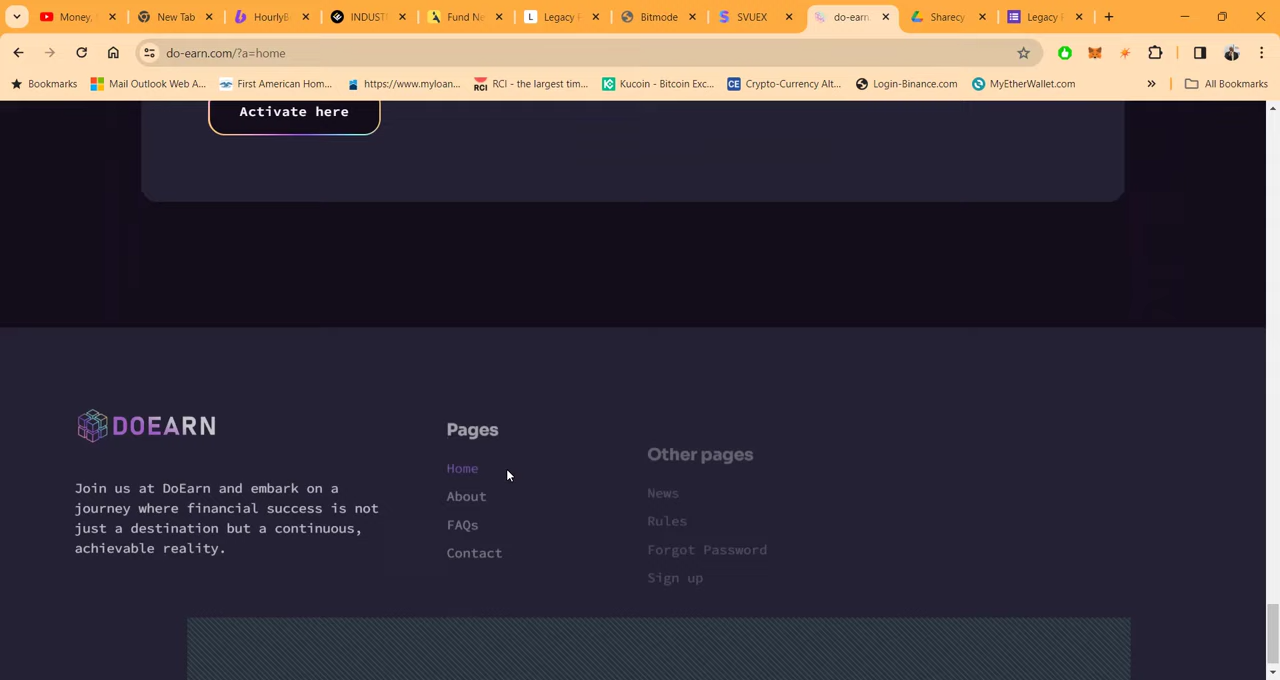 Money,
New Tab
HourlyB
INDUST
Fund Ne
Legacy F
Bitmode
SVUEX
do-earn
Sharecy
Legacy
do-earn.com/?a=home
Bookmarks
Mail Outlook Web A...
First American Hom...
https://www.myloan...
RCI
RCI - the largest tim...
Kucoin - Bitcoin Exc...
CE
Crypto-Currency Alt...
Login-Binance.com
MyEtherWallet.com
All Bookmarks
Activate here
DOEARN
Join us at DoEarn and embark on a
journey where financial success is not
just a destination but a continuous,
achievable reality.
Pages
Home
About
FAQs
Contact
Other pages
News
Rules
Forgot Password
Sign up